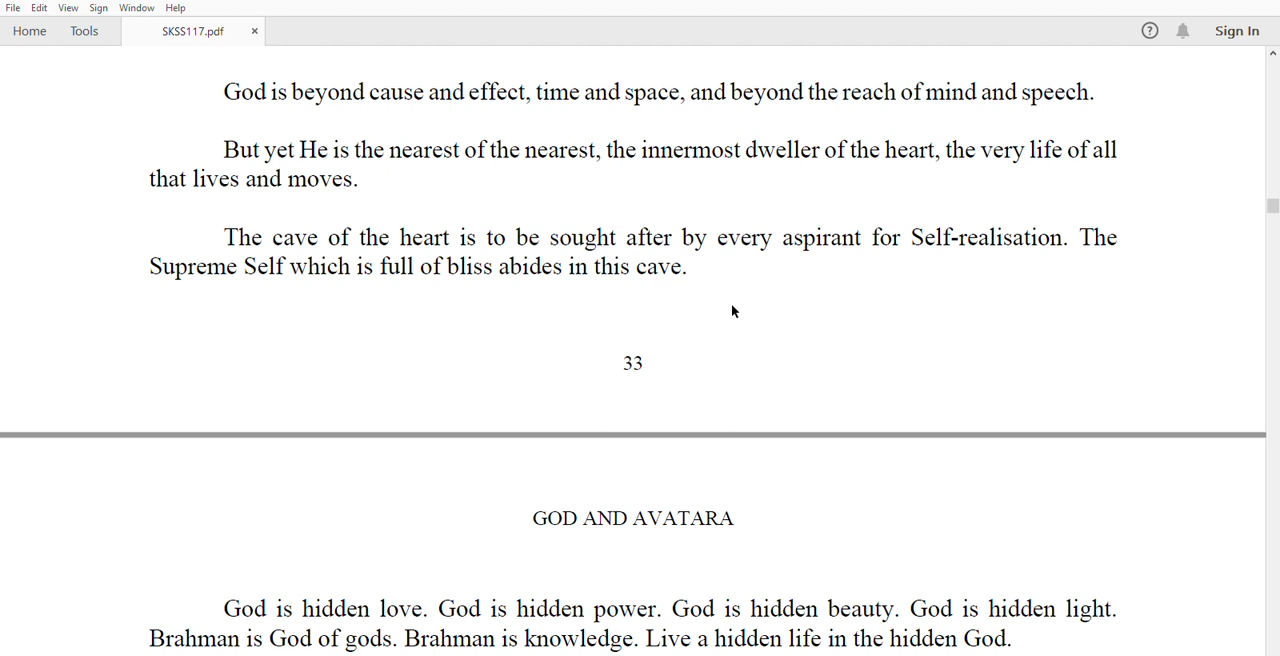 File Edit View Sign Window Help
Home Tools SKSS117.pdf × ? Sign In
God is beyond cause and effect, time and space, and beyond the reach of mind and speech.
But yet He is the nearest of the nearest, the innermost dweller of the heart, the very life of all
that lives and moves.
The cave of the heart is to be sought after by every aspirant for Self-realisation. The
Supreme Self which is full of bliss abides in this cave.
33
GOD AND AVATARA
God is hidden love. God is hidden power. God is hidden beauty. God is hidden light.
Brahman is God of gods. Brahman is knowledge. Live a hidden life in the hidden God.